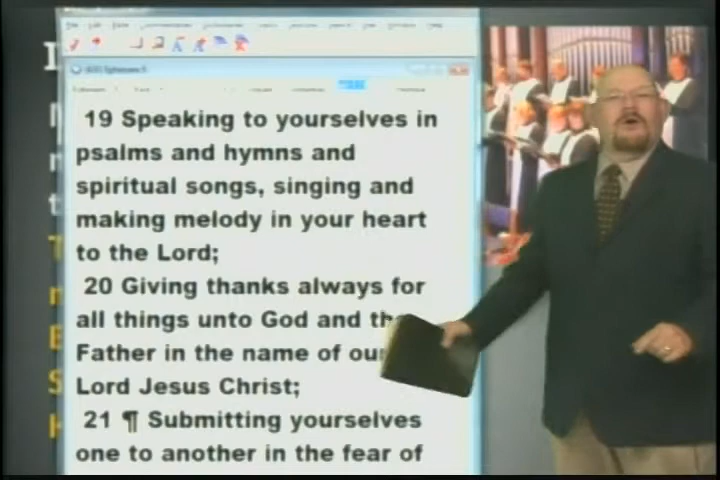 19 Speaking to yourselves in
psalms and hymns and
spiritual songs, singing and
making melody in your heart
to the Lord;
20 Giving thanks always for
all things unto God and the
Father in the name of our
Lord Jesus Christ;
21 ¶ Submitting yourselves
one to another in the fear of